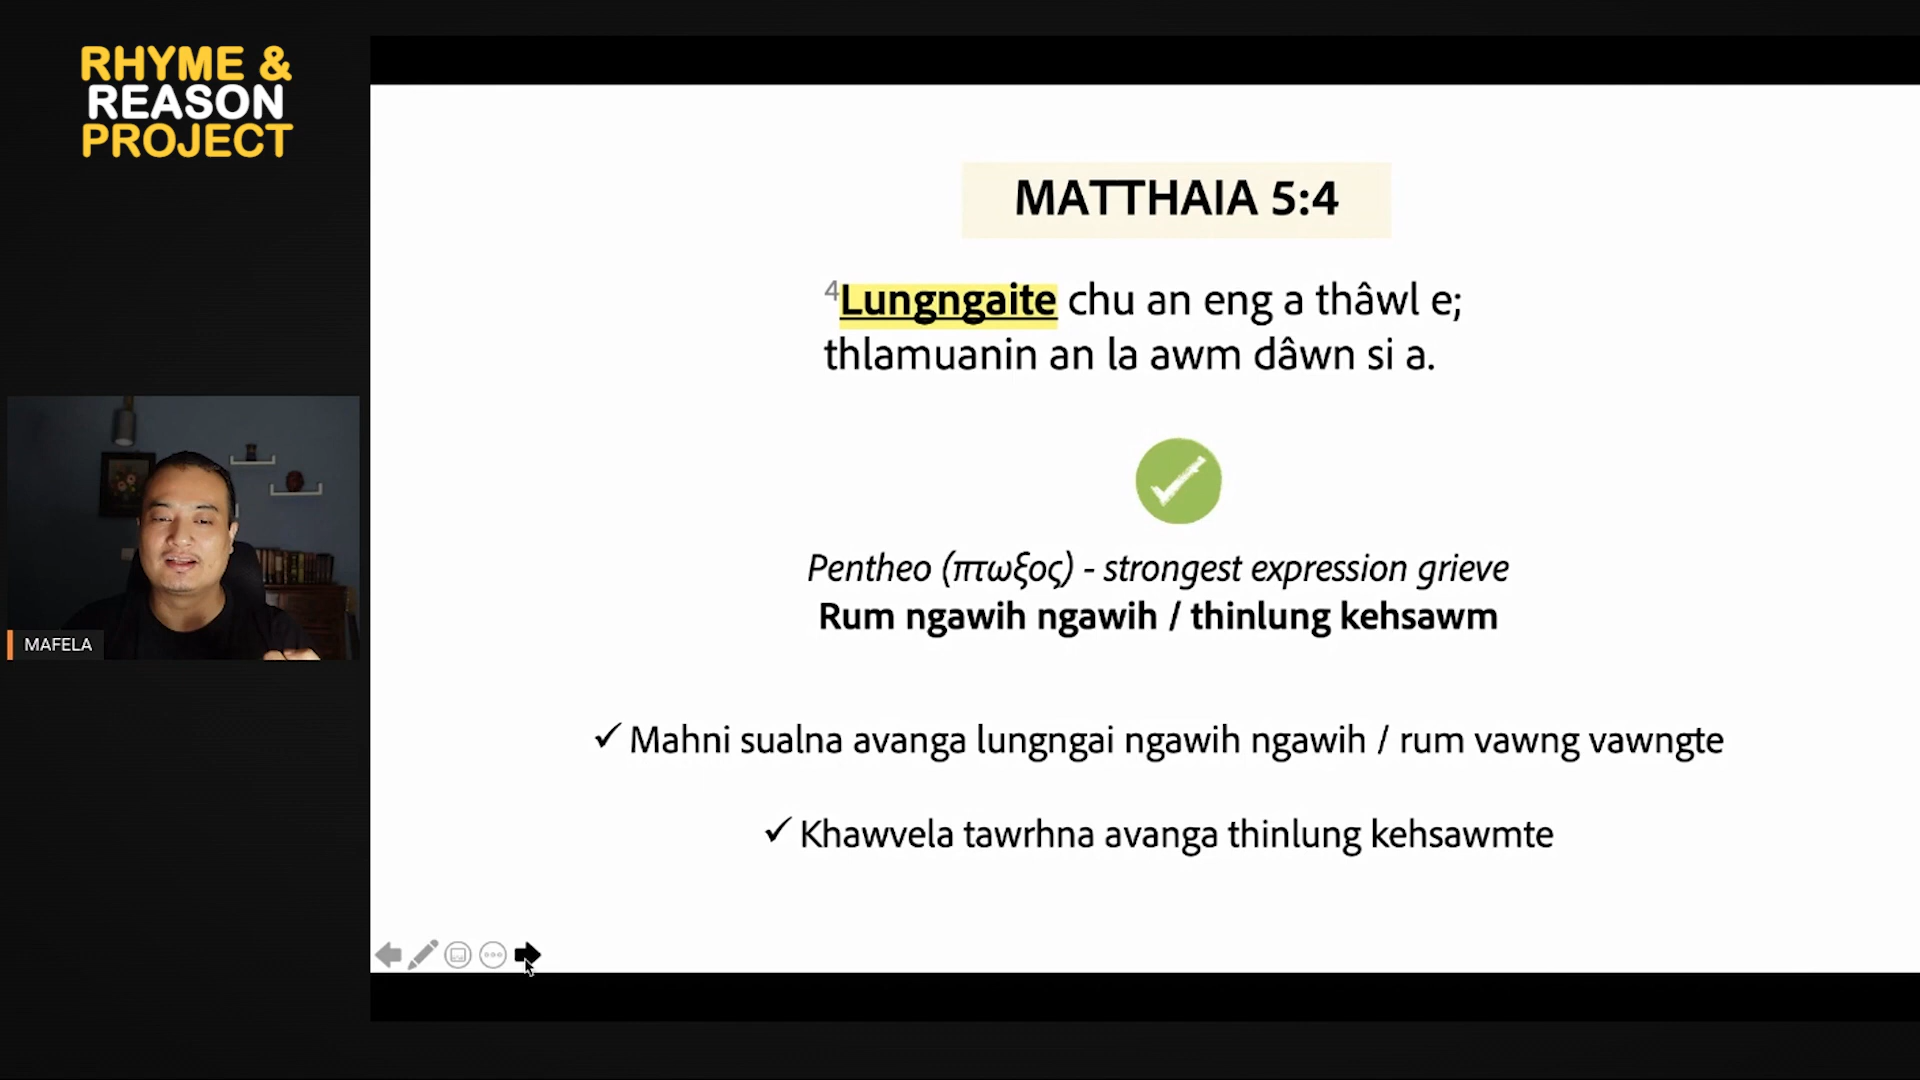 RHYME &
REASON
PROJECT
MATTHAIA 5:4
4Lungngaite chu an eng a thâwl e;
thlamuanin an la awm dâwn si a.
Pentheo (πτωξος) - strongest expression grieve
Rum ngawih ngawih / thinlung kehsawm
✓ Mahni sualna avanga lungngai ngawih ngawih / rum vawng vawngte
✓ Khawvela tawrhna avanga thinlung kehsawmte
MAFELA